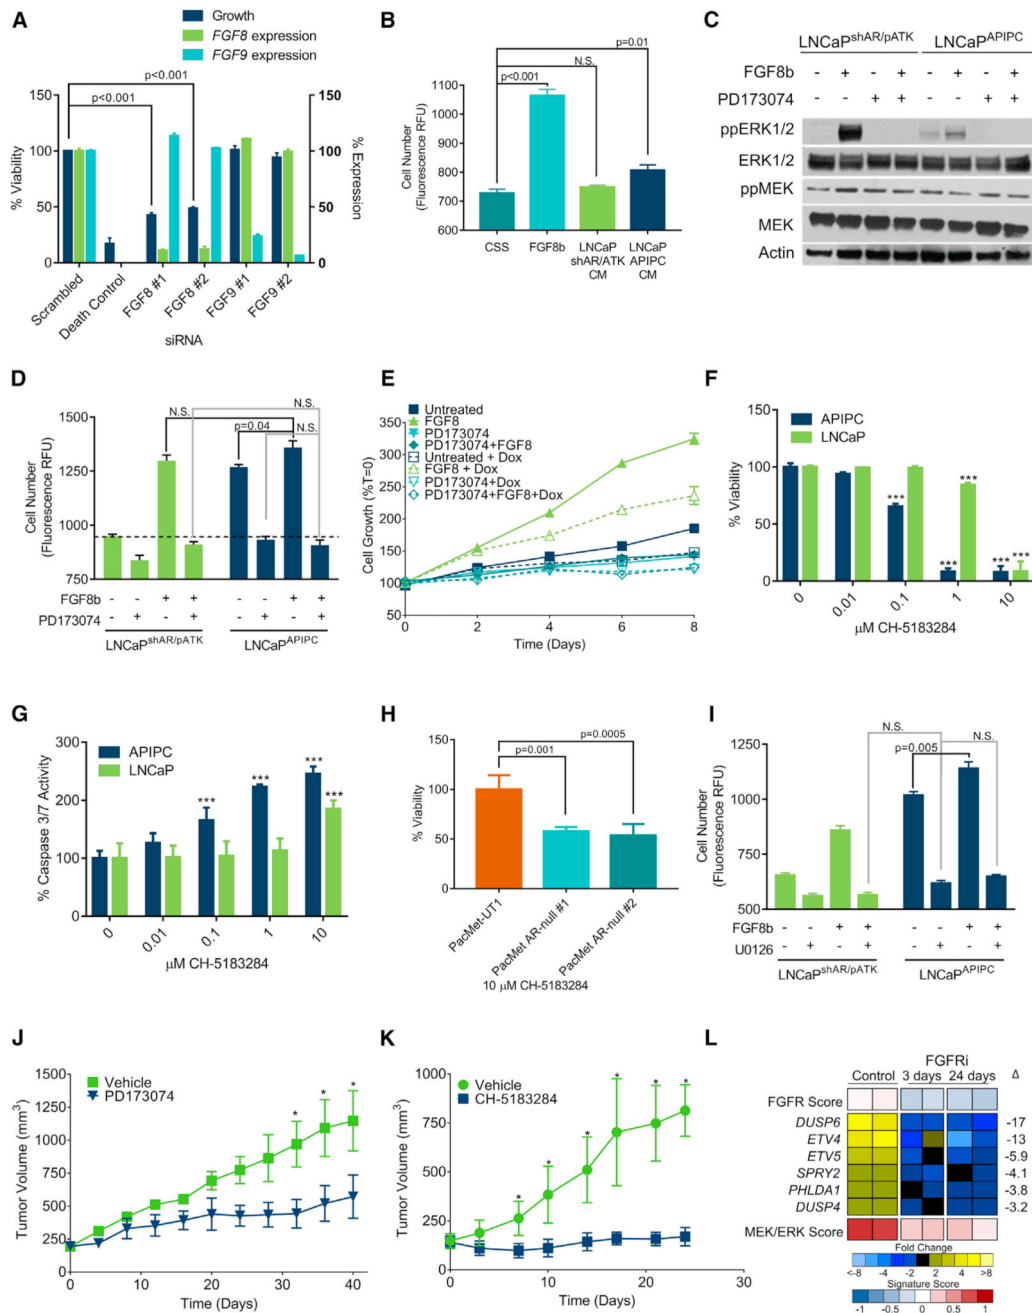 A
Growth
FGF8 expression
FGF9 expression
p<0.001
p<0.001
% Viability
150
100
50
0
% Expression
150
100
50
0
Scrambled
Death Control
FGF8 #1
FGF8 #2
FGF9 #1
FGF9 #2
siRNA
B
p=0.01
N.S.
p<0.001
Cell Number
(Fluorescence RFU)
1100
1000
900
800
700
600
CSS
FGF8b
LNCaP
shAR/ATK
CM
LNCaP
APIPC
CM
C
LNCaPshAR/pATK LNCaPAPIPC
FGF8b - + - + - + - +
PD173074 - - + + - - + +
ppERK1/2
ERK1/2
ppMEK
MEK
Actin
D
N.S.
N.S.
p=0.04
N.S.
Cell Number
(Fluorescence RFU)
1500
1250
950
750
FGF8b - - + + - - + +
PD173074 - + - + - + - +
LNCaPshAR/pATK LNCaPAPIPC
E
Untreated
FGF8
PD173074
PD173074+FGF8
Untreated + Dox
FGF8 + Dox
PD173074+Dox
PD173074+FGF8+Dox
Cell Growth (%T=0)
350
300
250
200
150
100
50
0
0 2 4 6 8
Time (Days)
F
APIPC
LNCaP
% Viability
150
100
50
0
***
***
***
*** ***
0 0.01 0.1 1 10
μM CH-5183284
G
APIPC
LNCaP
% Caspase 3/7 Activity
300
200
100
0
***
***
***
***
0 0.01 0.1 1 10
μM CH-5183284
H
p=0.0005
p=0.001
% Viability
150
100
50
0
PacMet-UT1
PacMet AR-null #1
PacMet AR-null #2
10 μM CH-5183284
I
N.S.
N.S.
p=0.005
Cell Number
(Fluorescence RFU)
1250
1000
750
500
FGF8b - - + + - - + +
U0126 - + - + - + - +
LNCaPshAR/pATK LNCaPAPIPC
J
Vehicle
PD173074
Tumor Volume (mm3)
1500
1250
1000
750
500
250
0
* * *
0 10 20 30 40
Time (Days)
K
Vehicle
CH-5183284
Tumor Volume (mm3)
1000
750
500
250
0
* * * * * *
0 10 20 30
Time (Days)
L
FGFRi
Control 3 days 24 days Δ
FGFR Score
DUSP6 -17
ETV4 -13
ETV5 -5.9
SPRY2 -4.1
PHLDA1 -3.8
DUSP4 -3.2
MEK/ERK Score
Fold Change
<-8 -4 -2 2 4 >8
Signature Score
-1 -0.5 0 0.5 1